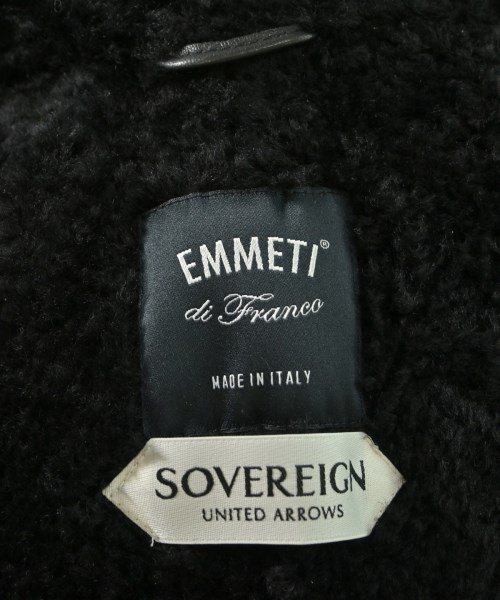 EMMETI®
di Franco
MADE IN ITALY
SOVEREIGN
UNITED ARROWS